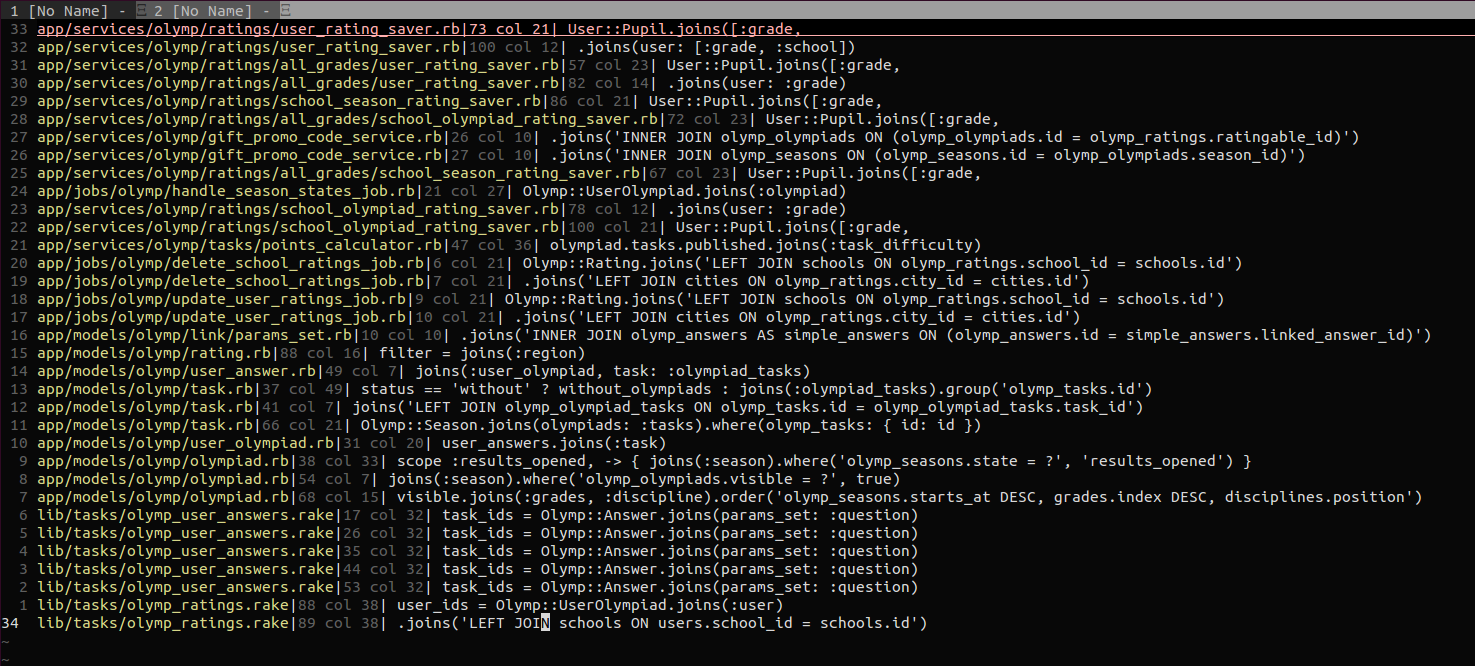 1 [No Name] - 2 [No Name] -
33 app/services/olymp/ratings/user_rating_saver.rb|73 col 21| User::Pupil.joins([:grade,
32 app/services/olymp/ratings/user_rating_saver.rb|100 col 12| .joins(user: [:grade, :school])
31 app/services/olymp/ratings/all_grades/user_rating_saver.rb|57 col 23| User::Pupil.joins([:grade,
30 app/services/olymp/ratings/all_grades/user_rating_saver.rb|82 col 14| .joins(user: :grade)
29 app/services/olymp/ratings/school_season_rating_saver.rb|86 col 21| User::Pupil.joins([:grade,
28 app/services/olymp/ratings/all_grades/school_olympiad_rating_saver.rb|72 col 23| User::Pupil.joins([:grade,
27 app/services/olymp/gift_promo_code_service.rb|26 col 10| .joins('INNER JOIN olymp_olympiads ON (olymp_olympiads.id = olymp_ratings.ratingable_id)')
26 app/services/olymp/gift_promo_code_service.rb|27 col 10| .joins('INNER JOIN olymp_seasons ON (olymp_seasons.id = olymp_olympiads.season_id)')
25 app/services/olymp/ratings/all_grades/school_season_rating_saver.rb|67 col 23| User::Pupil.joins([:grade,
24 app/jobs/olymp/handle_season_states_job.rb|21 col 27| Olymp::UserOlympiad.joins(:olympiad)
23 app/services/olymp/ratings/school_olympiad_rating_saver.rb|78 col 12| .joins(user: :grade)
22 app/services/olymp/ratings/school_olympiad_rating_saver.rb|100 col 21| User::Pupil.joins([:grade,
21 app/services/olymp/tasks/points_calculator.rb|47 col 36| olympiad.tasks.published.joins(:task_difficulty)
20 app/jobs/olymp/delete_school_ratings_job.rb|6 col 21| Olymp::Rating.joins('LEFT JOIN schools ON olymp_ratings.school_id = schools.id')
19 app/jobs/olymp/delete_school_ratings_job.rb|7 col 21| .joins('LEFT JOIN cities ON olymp_ratings.city_id = cities.id')
18 app/jobs/olymp/update_user_ratings_job.rb|9 col 21| Olymp::Rating.joins('LEFT JOIN schools ON olymp_ratings.school_id = schools.id')
17 app/jobs/olymp/update_user_ratings_job.rb|10 col 21| .joins('LEFT JOIN cities ON olymp_ratings.city_id = cities.id')
16 app/models/olymp/link/params_set.rb|10 col 10| .joins('INNER JOIN olymp_answers AS simple_answers ON (olymp_answers.id = simple_answers.linked_answer_id)')
15 app/models/olymp/rating.rb|88 col 16| filter = joins(:region)
14 app/models/olymp/user_answer.rb|49 col 7| joins(:user_olympiad, task: :olympiad_tasks)
13 app/models/olymp/task.rb|37 col 49| status == 'without' ? without_olympiads : joins(:olympiad_tasks).group('olymp_tasks.id')
12 app/models/olymp/task.rb|41 col 7| joins('LEFT JOIN olymp_olympiad_tasks ON olymp_tasks.id = olymp_olympiad_tasks.task_id')
11 app/models/olymp/task.rb|66 col 21| Olymp::Season.joins(olympiads: :tasks).where(olymp_tasks: { id: id })
10 app/models/olymp/user_olympiad.rb|31 col 20| user_answers.joins(:task)
9 app/models/olymp/olympiad.rb|38 col 33| scope :results_opened, -> { joins(:season).where('olymp_seasons.state = ?', 'results_opened') }
8 app/models/olymp/olympiad.rb|54 col 7| joins(:season).where('olymp_olympiads.visible = ?', true)
7 app/models/olymp/olympiad.rb|68 col 15| visible.joins(:grades, :discipline).order('olymp_seasons.starts_at DESC, grades.index DESC, disciplines.position')
6 lib/tasks/olymp_user_answers.rake|17 col 32| task_ids = Olymp::Answer.joins(params_set: :question)
5 lib/tasks/olymp_user_answers.rake|26 col 32| task_ids = Olymp::Answer.joins(params_set: :question)
4 lib/tasks/olymp_user_answers.rake|35 col 32| task_ids = Olymp::Answer.joins(params_set: :question)
3 lib/tasks/olymp_user_answers.rake|44 col 32| task_ids = Olymp::Answer.joins(params_set: :question)
2 lib/tasks/olymp_user_answers.rake|53 col 32| task_ids = Olymp::Answer.joins(params_set: :question)
1 lib/tasks/olymp_ratings.rake|88 col 38| user_ids = Olymp::UserOlympiad.joins(:user)
34 lib/tasks/olymp_ratings.rake|89 col 38| .joins('LEFT JOIN schools ON users.school_id = schools.id')
~
~